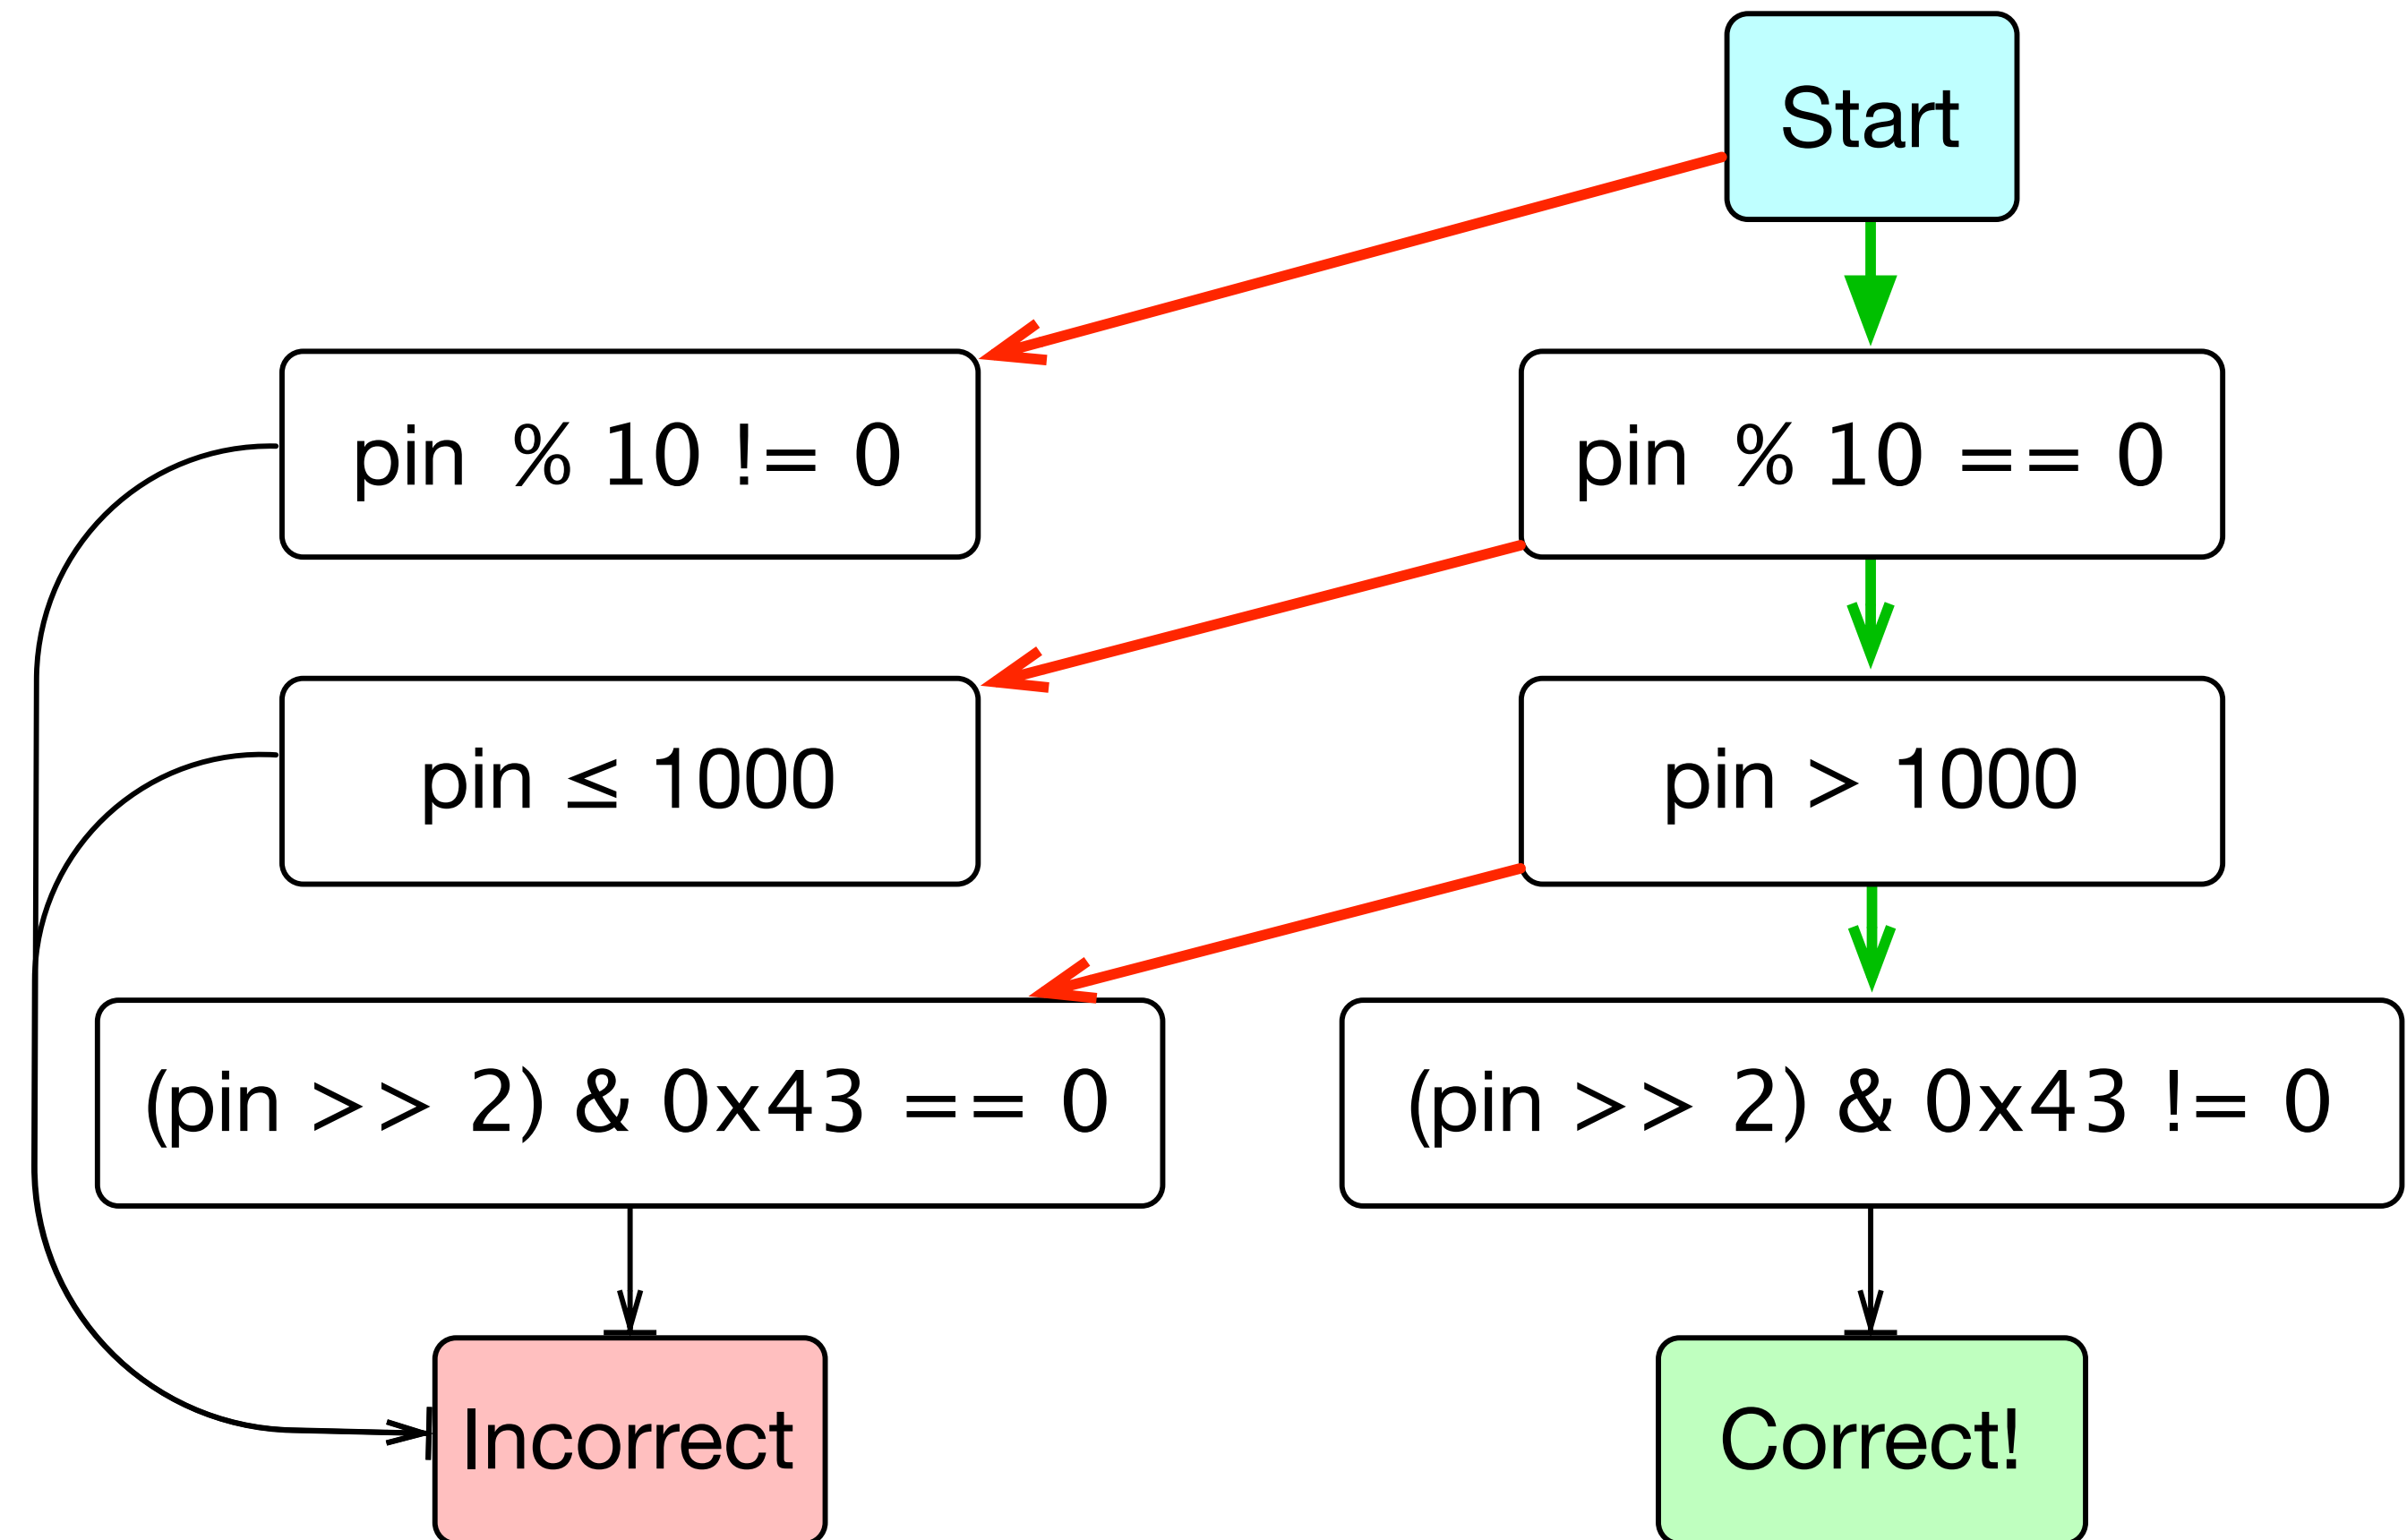 Start
pin % 10 != 0
pin % 10 == 0
pin ≤ 1000
pin > 1000
(pin >> 2) & 0x43 == 0
(pin >> 2) & 0x43 != 0
Incorrect
Correct!